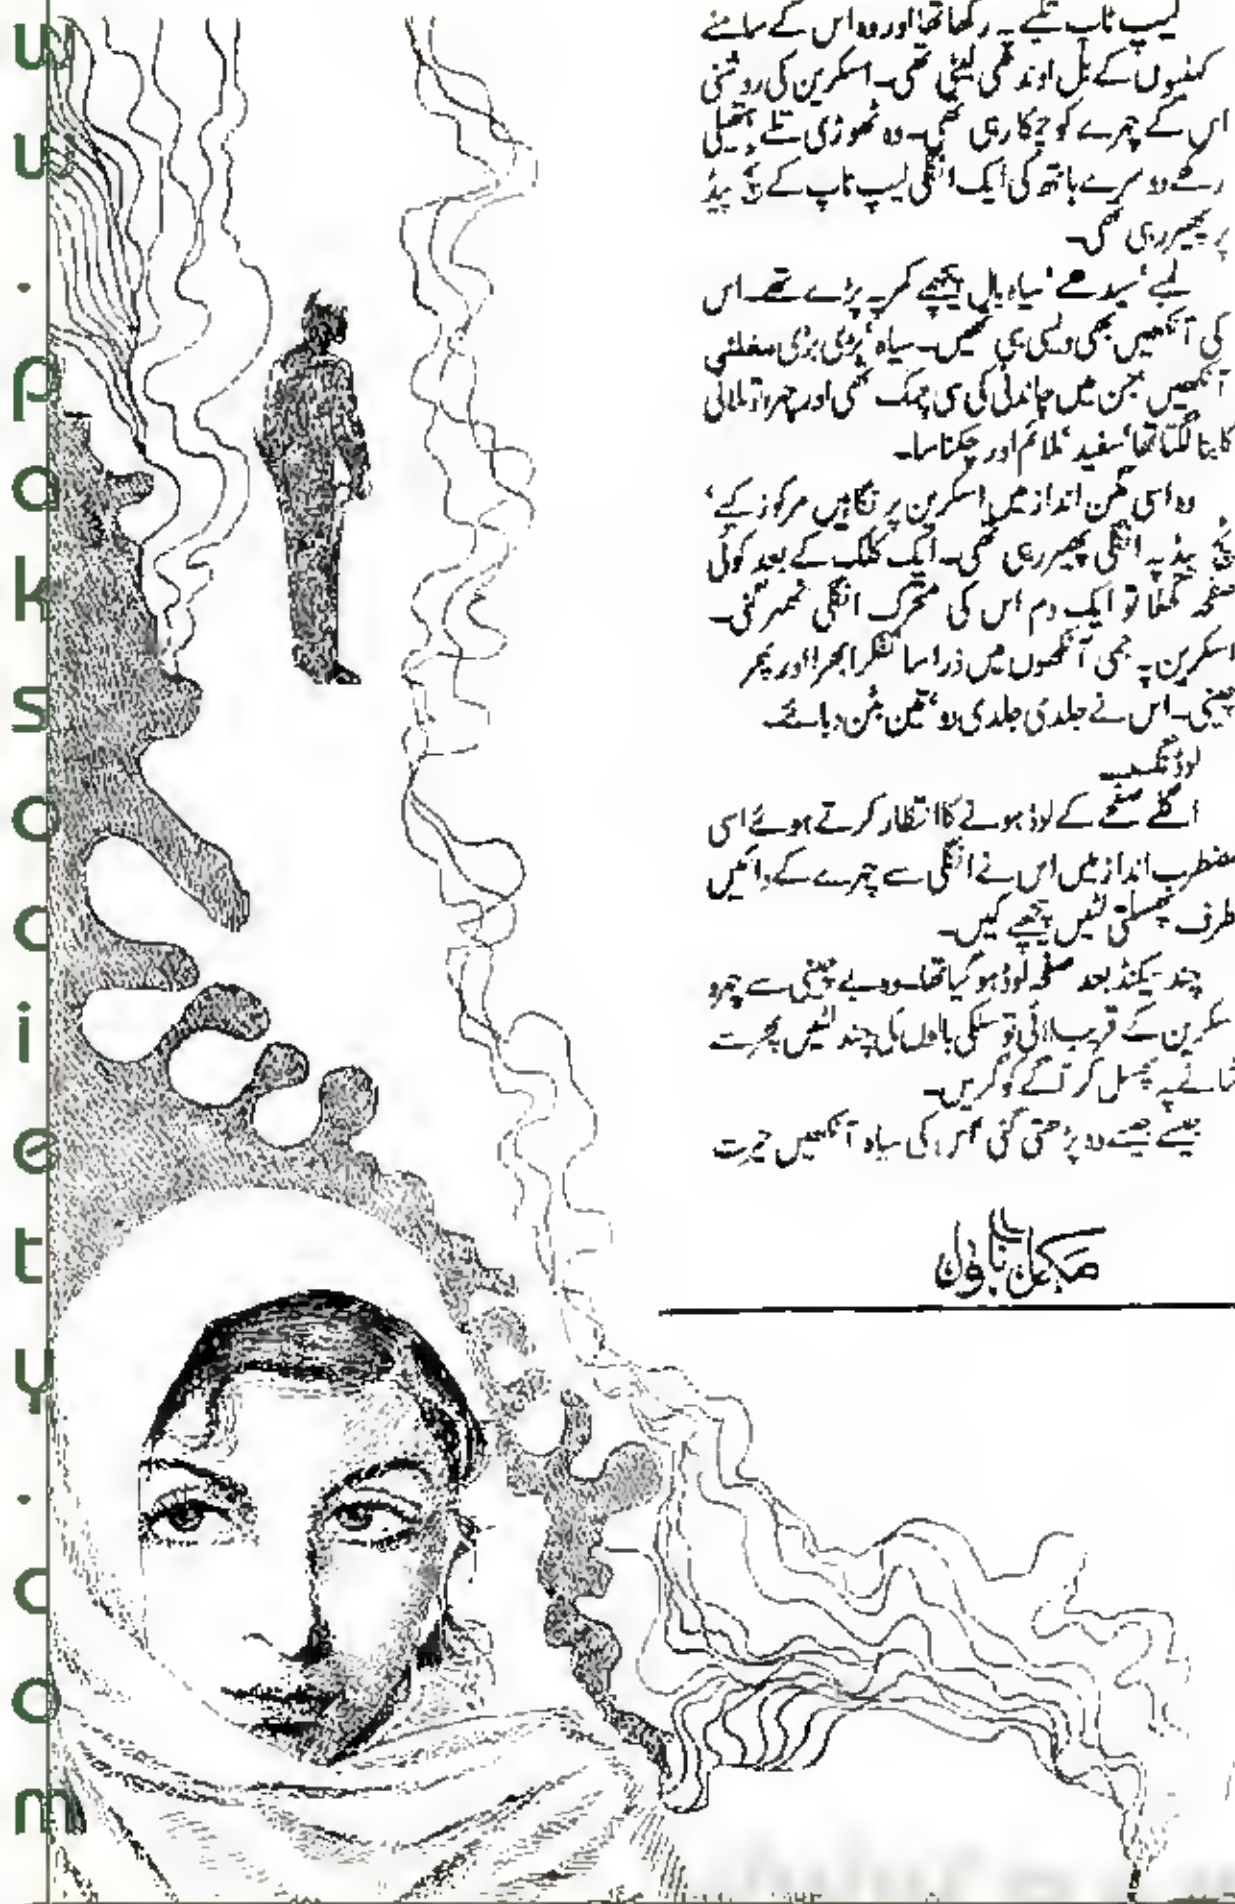 لیپ ٹاپ تکیے پہ رکھا تھا اور وہ اس کے سامنے
کہنیوں کے بل اوندھی لیٹی تھی۔ اسکرین کی روشنی
اس کے چہرے کو چمکا رہی تھی۔ وہ ٹھوڑی تلے ہتھیلی
رکھے دوسرے ہاتھ کی ایک انگلی لیپ ٹاپ کے ٹچ پیڈ
پر پھیر رہی تھی۔
لمبے ‘سیدھے ‘سیاہ بال پیچھے کمر پہ پڑے تھے۔ اس
کی آنکھیں بھی ویسی ہی تھیں۔ سیاہ ‘بڑی بڑی مغلئی
آنکھیں جن میں چاندنی کی سی چمک تھی اور چہرہ ملائی
کا بنا لگتا تھا ‘سفید ‘ملائم اور چکنا سا۔
وہ اسی مگن انداز میں اسکرین پر نگاہیں مرکوز کیے‘
ٹچ پیڈ پہ انگلی پھیر رہی تھی۔ ایک کلک کے بعد کوئی
صفحہ کھلا تو ایک دم اس کی متحرک انگلی ٹھہر گئی۔
اسکرین پہ جمی آنکھوں میں ذرا سا تفکر ابھرا اور پھر
چینی۔ اس نے جلدی جلدی دو ‘تین بٹن دبائے۔
لوڈنگ۔۔۔
اگلے صفحے کے لوڈ ہونے کا انتظار کرتے ہوئے اسی
مضطرب انداز میں اس نے انگلی سے چہرے کے دائیں
طرف پھسلتی لٹیں پیچھے کیں۔
چند سیکنڈ بعد صفحہ لوڈ ہو گیا تھا۔ وہ بے چینی سے چہرہ
سکرین کے قریب لائی تو سلکی بالوں کی چند لٹیں پھر سے
شانے پہ پھسل کر آگے کو گریں۔
جیسے جیسے وہ پڑھتی گئی ‘اس کی سیاہ آنکھیں حیرت
مکمل ناول
www.paksociety.com